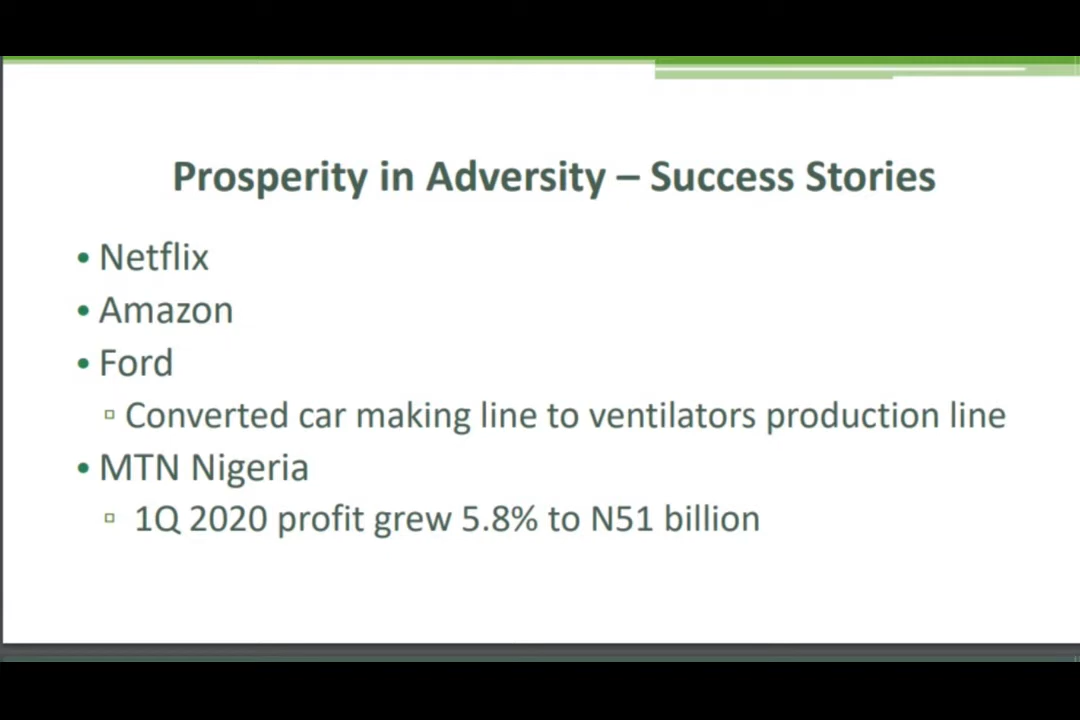 Prosperity in Adversity – Success Stories
• Netflix
• Amazon
• Ford
▫ Converted car making line to ventilators production line
• MTN Nigeria
▫ 1Q 2020 profit grew 5.8% to N51 billion